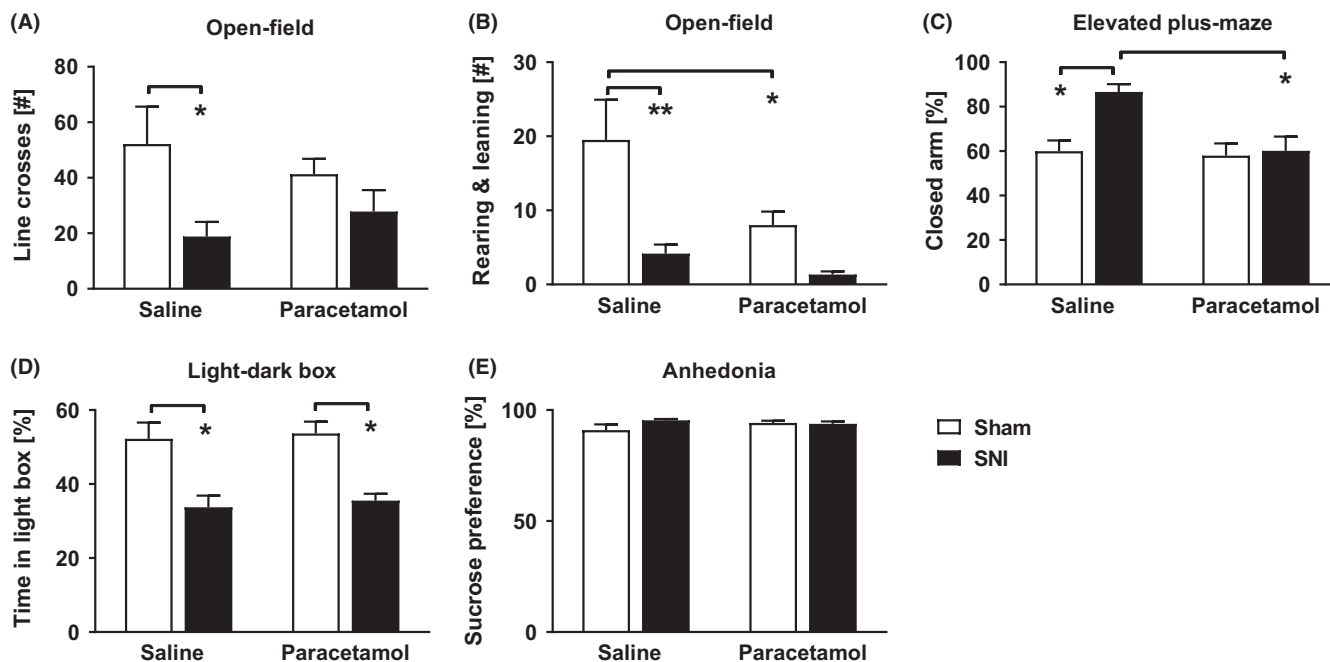 (A) Open-field
Line crosses [#]
80
60
40
20
0
*
Saline Paracetamol
(B) Open-field
Rearing & leaning [#]
30
20
10
0
**
*
Saline Paracetamol
(C) Elevated plus-maze
Closed arm [%]
100
80
60
40
20
0
*
*
Saline Paracetamol
(D) Light-dark box
Time in light box [%]
60
40
20
0
*
*
Saline Paracetamol
(E) Anhedonia
Sucrose preference [%]
100
50
0
Saline Paracetamol
Sham
SNI